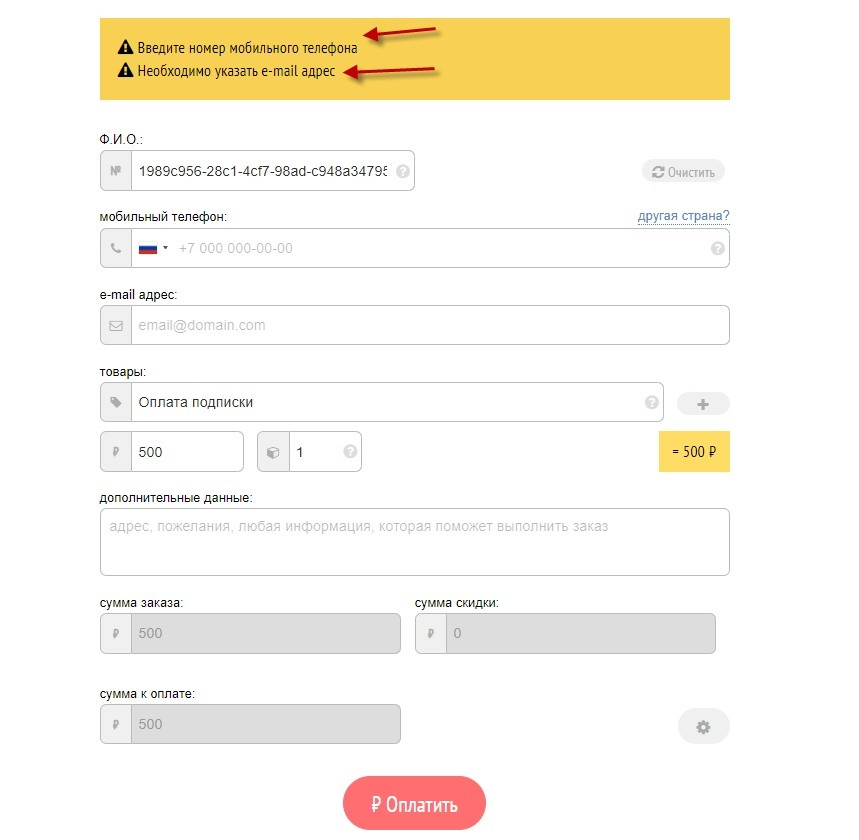 Введите номер мобильного телефона
Необходимо указать e-mail адрес
Ф.И.О.:
№ 1989c956-28c1-4cf7-98ad-c948a34795 ?
Очистить
мобильный телефон:
другая страна?
+7 000 000-00-00 ?
e-mail адрес:
email@domain.com
товары:
Оплата подписки ?
+
₽ 500
1 ?
= 500 ₽
дополнительные данные:
адрес, пожелания, любая информация, которая поможет выполнить заказ
сумма заказа:
сумма скидки:
₽ 500
₽ 0
сумма к оплате:
₽ 500
₽ Оплатить